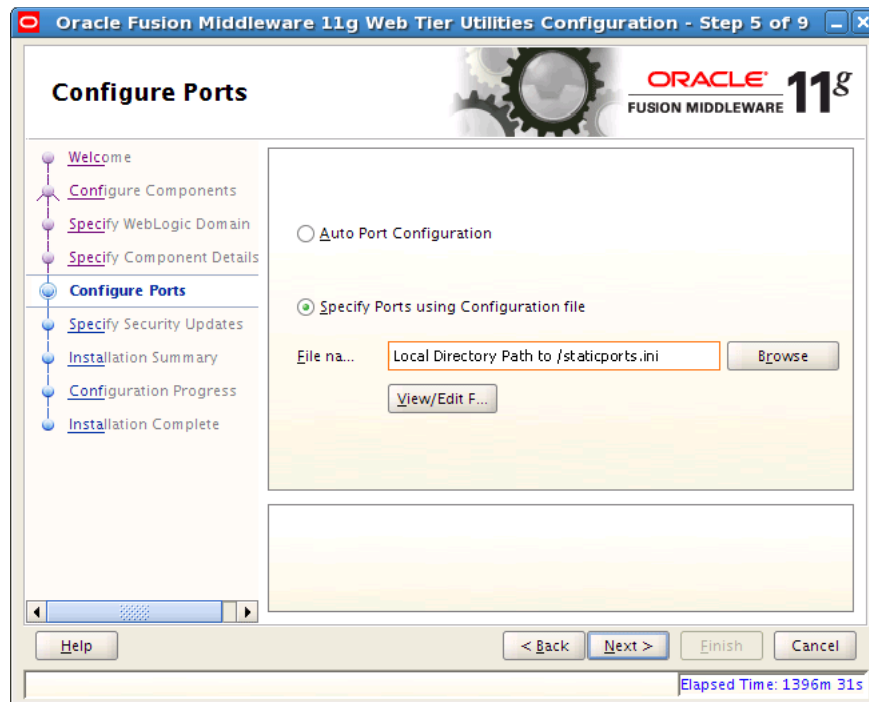 Oracle Fusion Middleware 11g Web Tier Utilities Configuration - Step 5 of 9
Configure Ports
ORACLE
FUSION MIDDLEWARE 11g
Welcome
Configure Components
Specify WebLogic Domain
Specify Component Details
Configure Ports
Specify Security Updates
Installation Summary
Configuration Progress
Installation Complete
Auto Port Configuration
Specify Ports using Configuration file
File na... Local Directory Path to /staticports.ini Browse
View/Edit F...
Help < Back Next > Finish Cancel
Elapsed Time: 1396m 31s